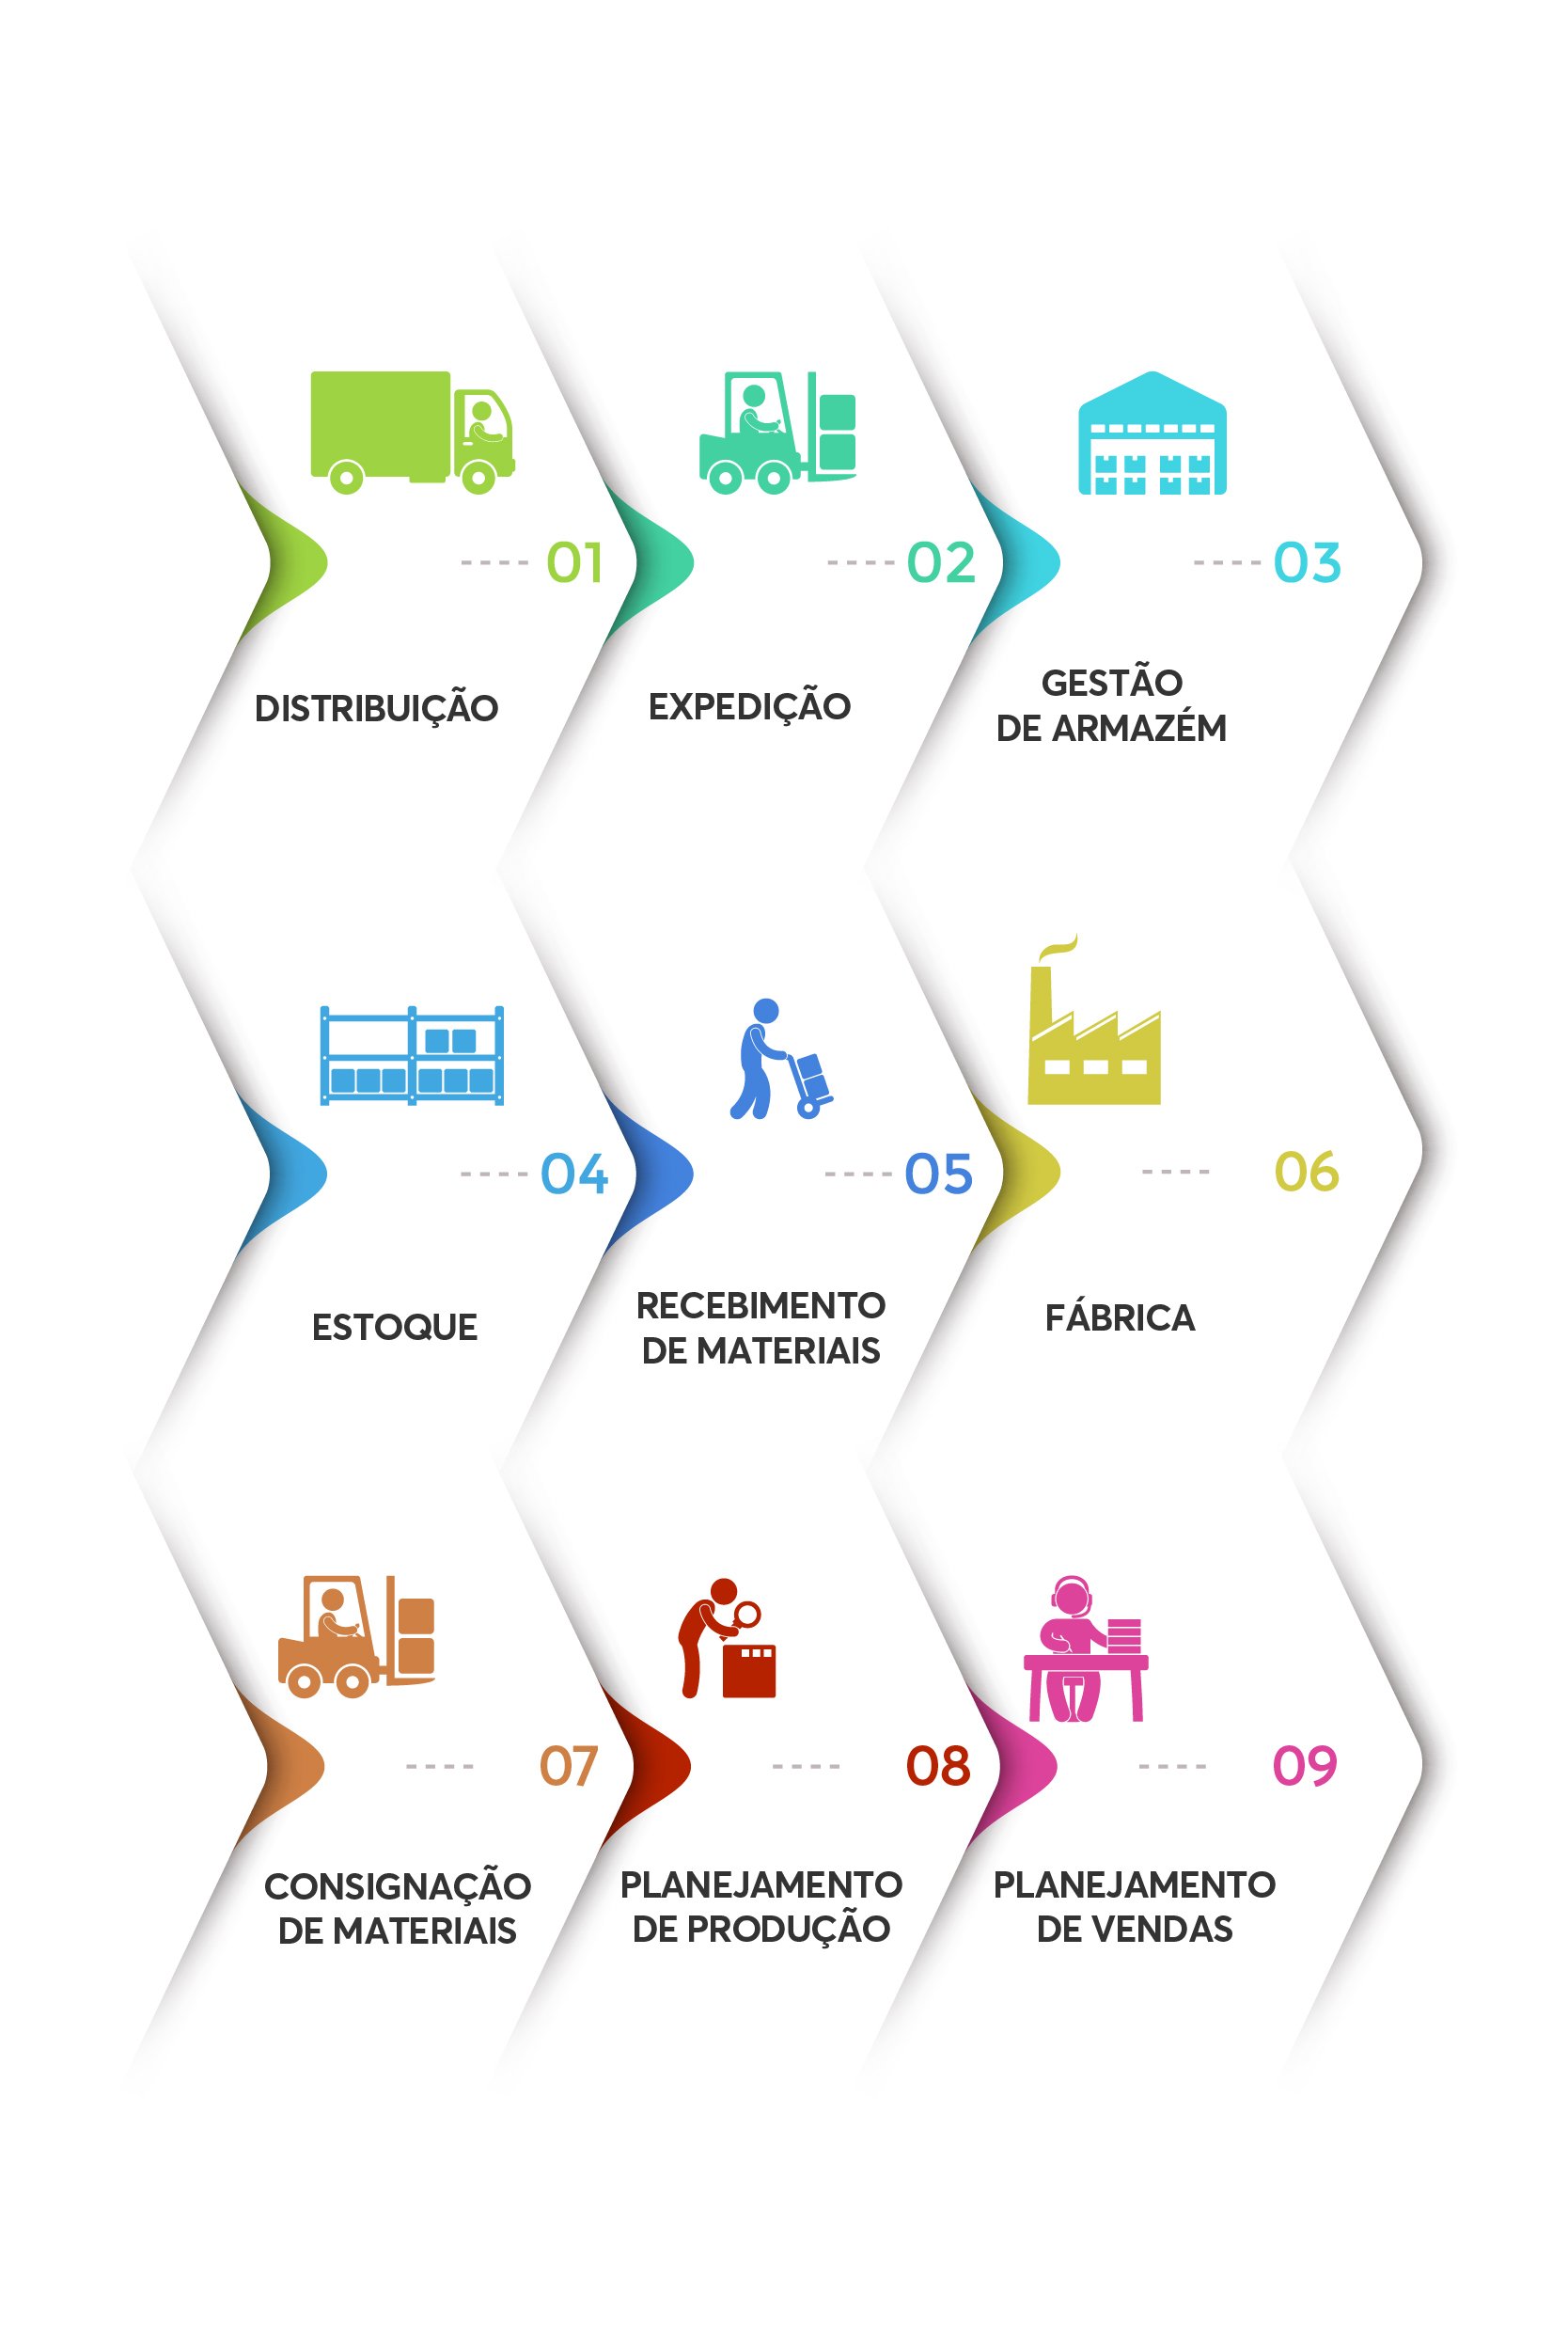 01
DISTRIBUIÇÃO
02
EXPEDIÇÃO
03
GESTÃO
DE ARMAZÉM
04
ESTOQUE
05
RECEBIMENTO
DE MATERIAIS
06
FÁBRICA
07
CONSIGNAÇÃO
DE MATERIAIS
08
PLANEJAMENTO
DE PRODUÇÃO
09
PLANEJAMENTO
DE VENDAS